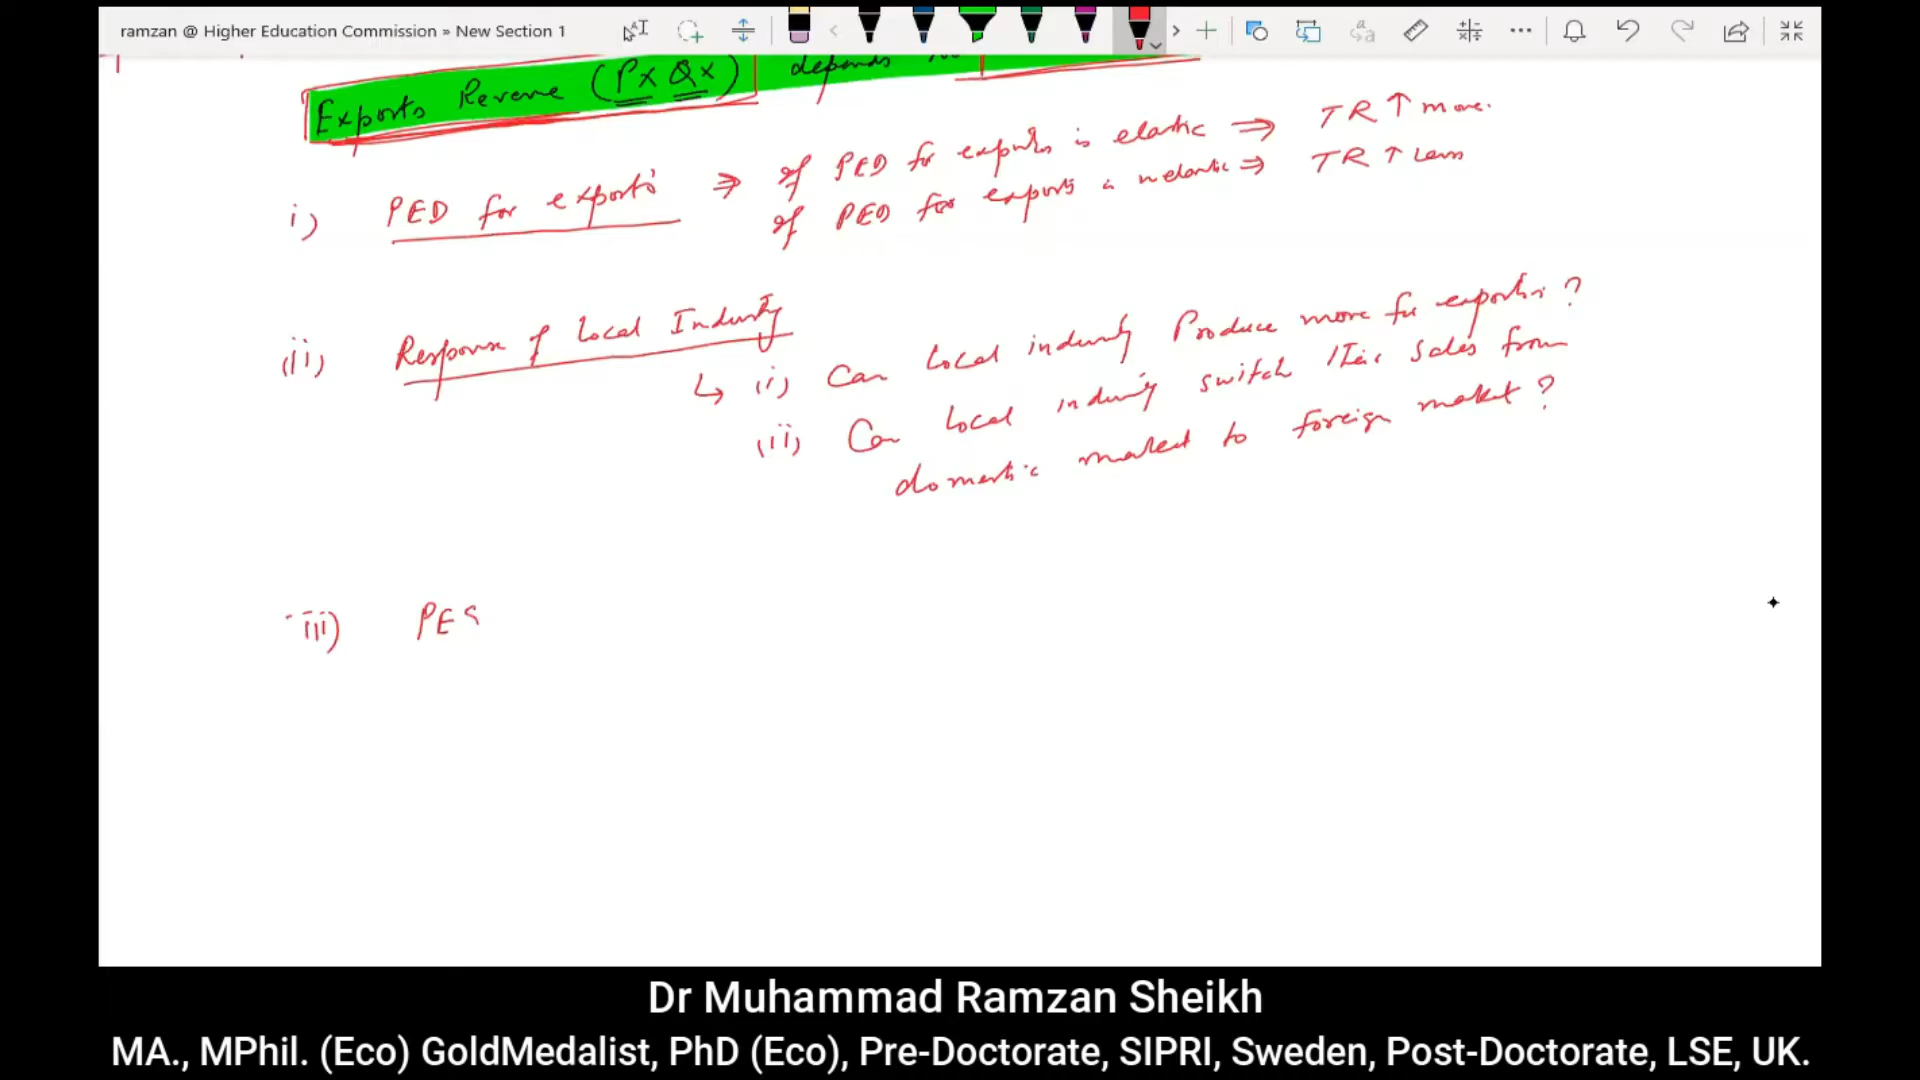 ramzan @ Higher Education Commission » New Section 1
Exports Revenue (Px Qx) depends
i) PED for exports ⇒ If PED for exports is elastic ⇒ TR ↑ more.
If PED for exports is inelastic ⇒ TR ↑ Less
(ii) Response of Local Industry
↳ (i) Can Local industry Produce more for exports?
(ii) Can Local industry switch their sales from
domestic market to foreign market?
iii) PES
Dr Muhammad Ramzan Sheikh
MA., MPhil. (Eco) GoldMedalist, PhD (Eco), Pre-Doctorate, SIPRI, Sweden, Post-Doctorate, LSE, UK.